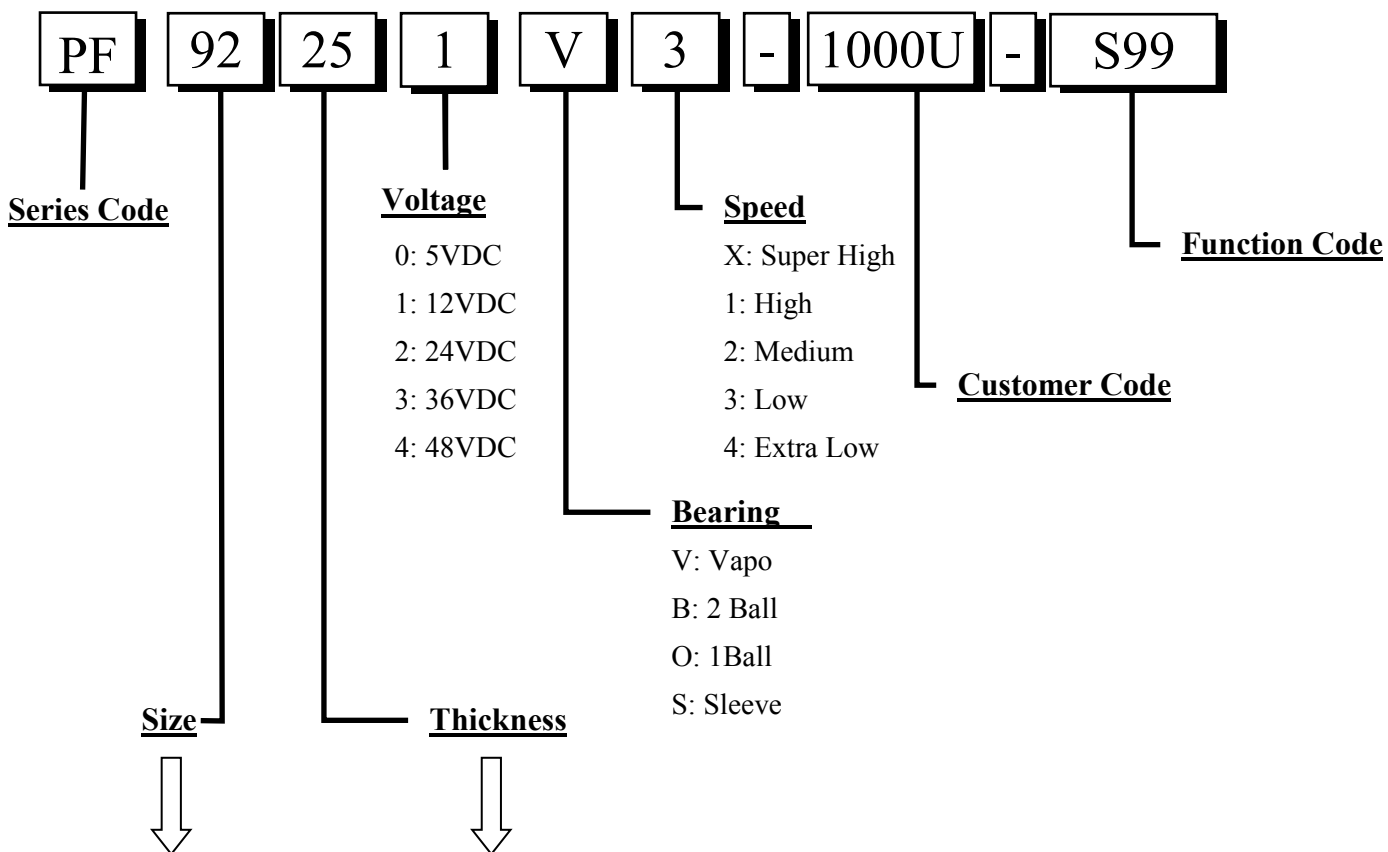 PF 92 25 1 V 3 - 1000U - S99
Series Code
Voltage
0: 5VDC
1: 12VDC
2: 24VDC
3: 36VDC
4: 48VDC
Speed
X: Super High
1: High
2: Medium
3: Low
4: Extra Low
Function Code
Customer Code
Bearing
V: Vapo
B: 2 Ball
O: 1Ball
S: Sleeve
Size
Thickness